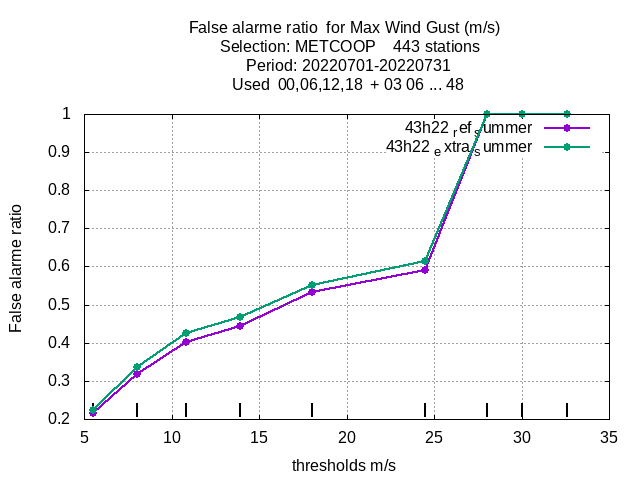 False alarme ratio  for Max Wind Gust (m/s)
Selection: METCOOP    443 stations
Period: 20220701-20220731
Used  00,06,12,18  + 03 06 ... 48
1
0.9
0.8
0.7
0.6
0.5
0.4
0.3
0.2
False alarme ratio
43h22_ref_summer
43h22_extra_summer
5 10 15 20 25 30 35
thresholds m/s